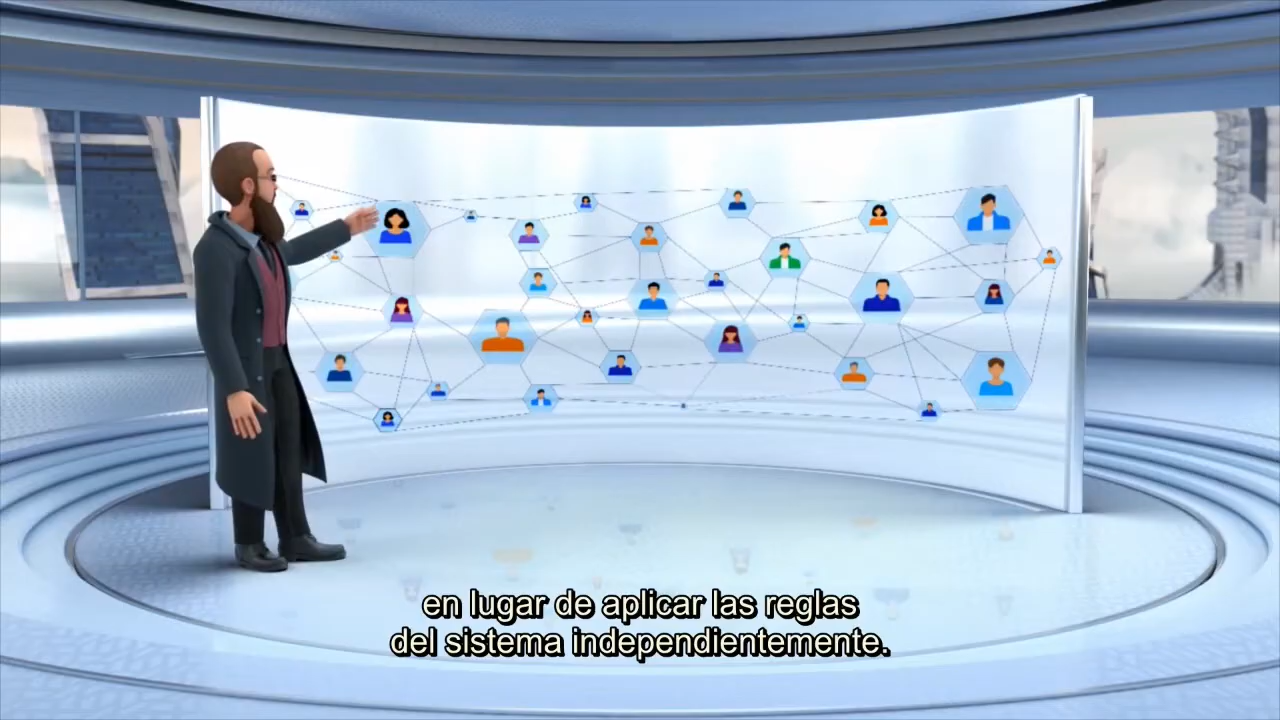 en lugar de aplicar las reglas
del sistema independientemente.